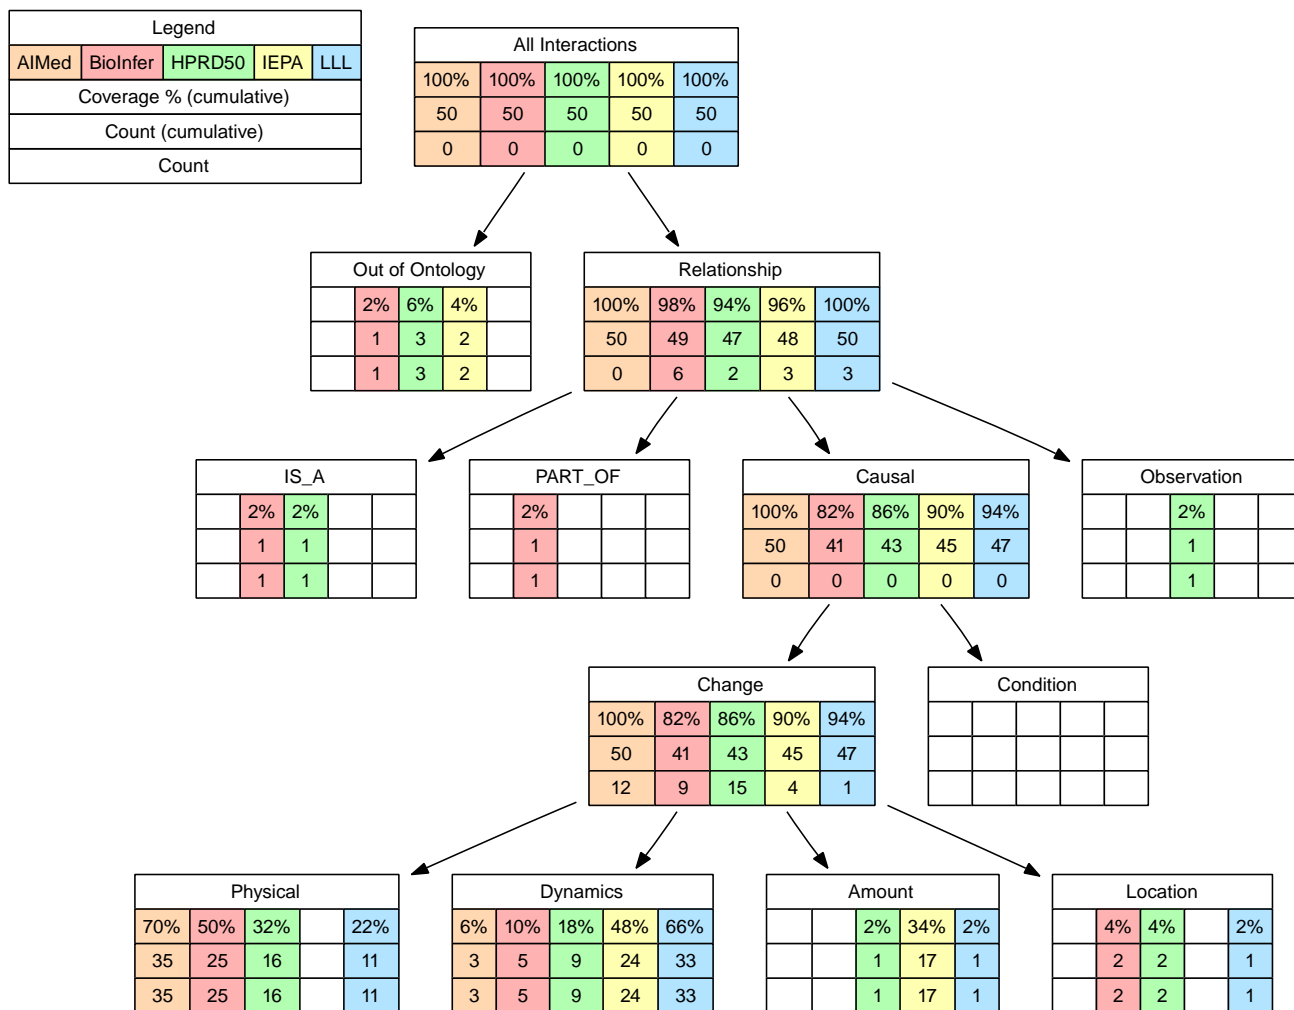 Legend
AIMed BioInfer HPRD50 IEPA LLL
Coverage % (cumulative)
Count (cumulative)
Count
All Interactions
100% 100% 100% 100% 100%
50 50 50 50 50
0 0 0 0 0
Out of Ontology
2% 6% 4%
1 3 2
1 3 2
Relationship
100% 98% 94% 96% 100%
50 49 47 48 50
0 6 2 3 3
IS_A
2% 2%
1 1
1 1
PART_OF
2%
1
1
Causal
100% 82% 86% 90% 94%
50 41 43 45 47
0 0 0 0 0
Observation
2%
1
1
Change
100% 82% 86% 90% 94%
50 41 43 45 47
12 9 15 4 1
Condition
Physical
70% 50% 32% 22%
35 25 16 11
35 25 16 11
Dynamics
6% 10% 18% 48% 66%
3 5 9 24 33
3 5 9 24 33
Amount
2% 34% 2%
1 17 1
1 17 1
Location
4% 4% 2%
2 2 1
2 2 1